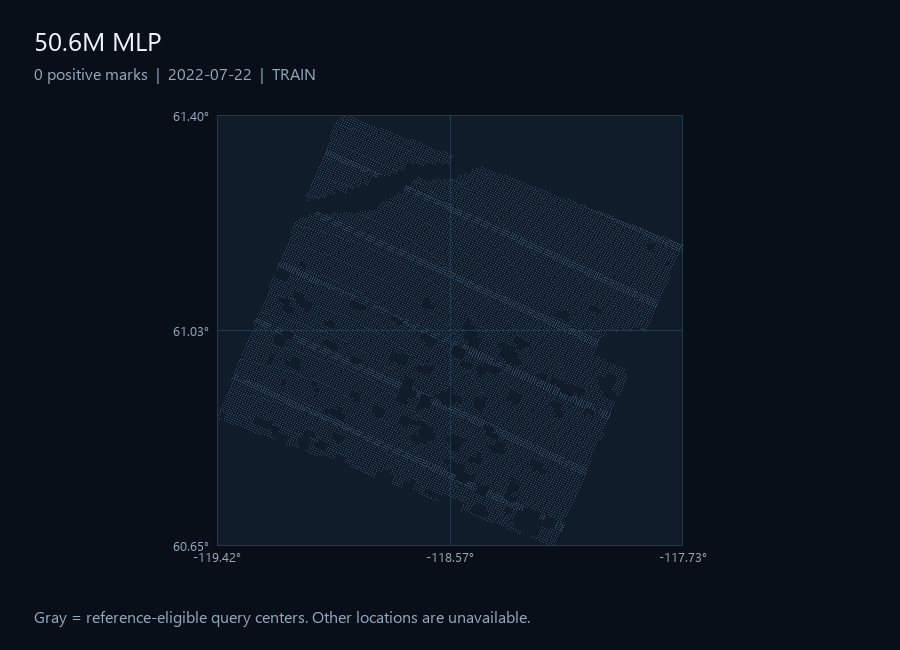 50.6M MLP
0 positive marks | 2022-07-22 | TRAIN
61.40°
61.03°
60.65°
-119.42°
-118.57°
-117.73°
Gray = reference-eligible query centers. Other locations are unavailable.